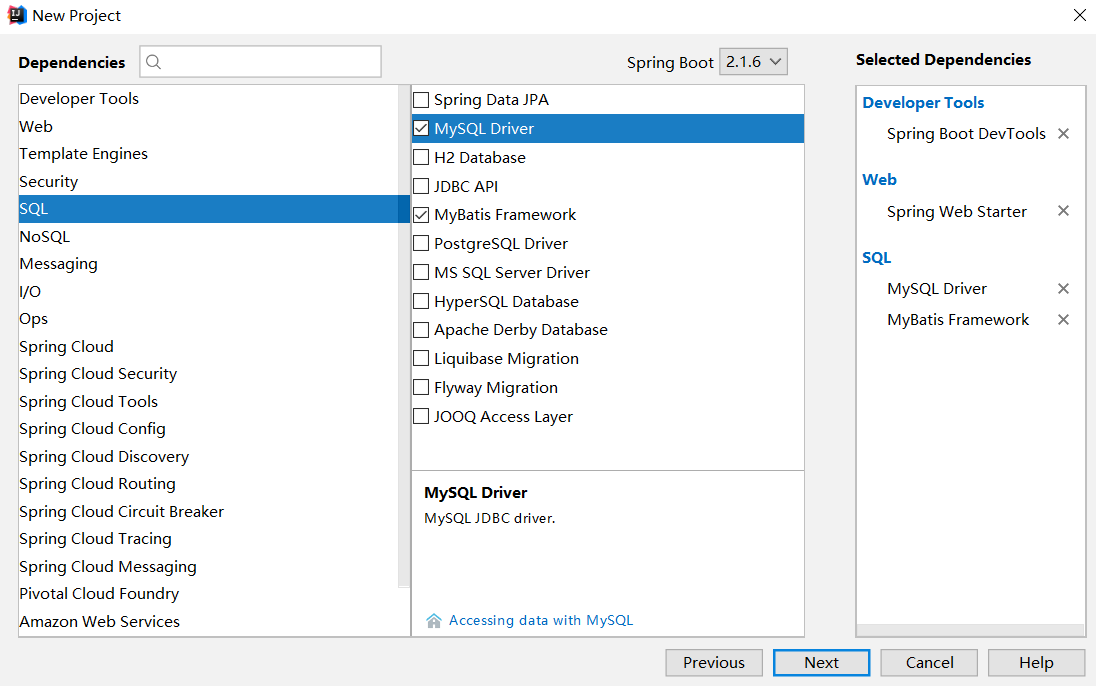 New Project
Dependencies
Spring Boot 2.1.6
Developer Tools
Web
Template Engines
Security
SQL
NoSQL
Messaging
I/O
Ops
Spring Cloud
Spring Cloud Security
Spring Cloud Tools
Spring Cloud Config
Spring Cloud Discovery
Spring Cloud Routing
Spring Cloud Circuit Breaker
Spring Cloud Tracing
Spring Cloud Messaging
Pivotal Cloud Foundry
Amazon Web Services
Spring Data JPA
MySQL Driver
H2 Database
JDBC API
MyBatis Framework
PostgreSQL Driver
MS SQL Server Driver
HyperSQL Database
Apache Derby Database
Liquibase Migration
Flyway Migration
JOOQ Access Layer
MySQL Driver
MySQL JDBC driver.
Accessing data with MySQL
Selected Dependencies
Developer Tools
Spring Boot DevTools
Web
Spring Web Starter
SQL
MySQL Driver
MyBatis Framework
Previous
Next
Cancel
Help